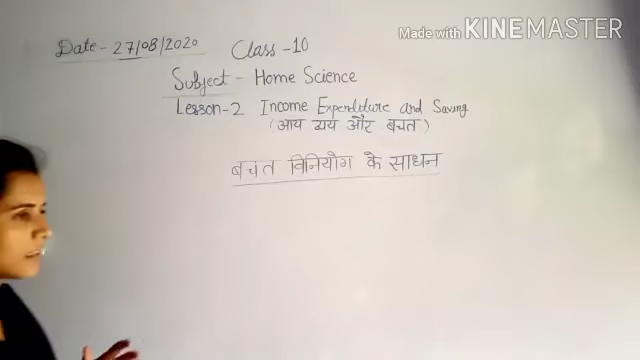 Made with KINEMASTER
Date - 27/08/2020 Class - 10
Subject - Home Science
Lesson-2 Income Expenditure and Saving
(आय व्यय और बचत)
बचत विनियोग के साधन